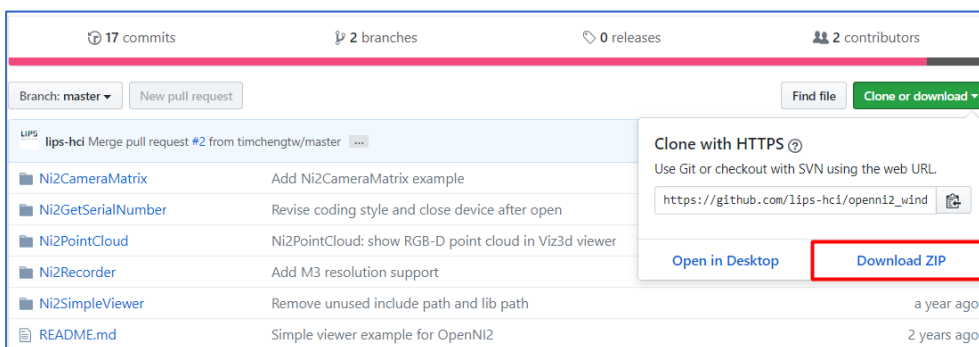 17 commits 2 branches 0 releases 2 contributors
Branch: master New pull request Find file Clone or download
LIPS lips-hci Merge pull request #2 from timchengtw/master ...
Clone with HTTPS
Use Git or checkout with SVN using the web URL.
https://github.com/lips-hci/openni2_wind
Open in Desktop Download ZIP
Ni2CameraMatrix Add Ni2CameraMatrix example
Ni2GetSerialNumber Revise coding style and close device after open
Ni2PointCloud Ni2PointCloud: show RGB-D point cloud in Viz3d viewer
Ni2Recorder Add M3 resolution support
Ni2SimpleViewer Remove unused include path and lib path a year ago
README.md Simple viewer example for OpenNI2 2 years ago